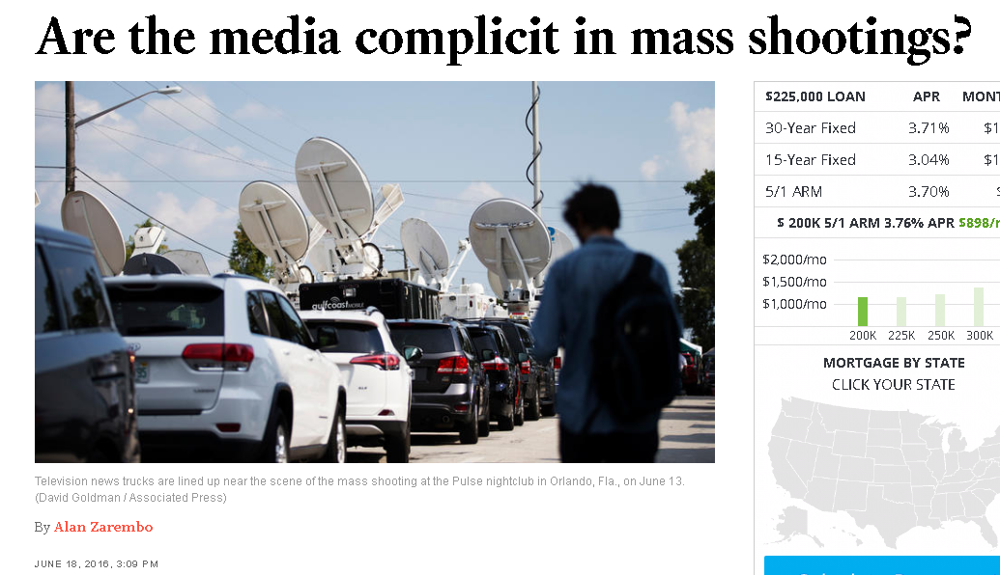 Are the media complicit in mass shootings?
gulfcoast
Television news trucks are lined up near the scene of the mass shooting at the Pulse nightclub in Orlando, Fla., on June 13.
(David Goldman / Associated Press)
By Alan Zarembo
JUNE 18, 2016, 3:09 PM
$225,000 LOAN APR
30-Year Fixed 3.71% $1
15-Year Fixed 3.04% $1
5/1 ARM 3.70%
$ 200K 5/1 ARM 3.76% APR $898/
$2,000/mo
$1,500/mo
$1,000/mo
200K 225K 250K 300K
MORTGAGE BY STATE
CLICK YOUR STATE